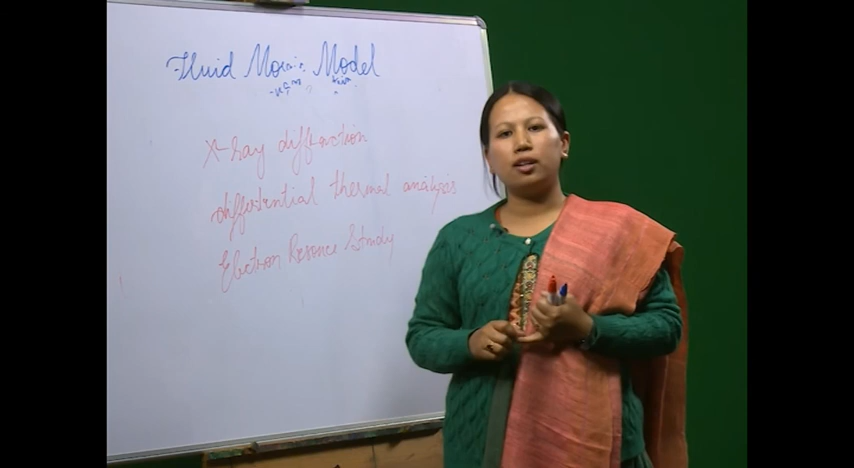 Fluid Mosaic Model
X-Ray diffraction
differential thermal analysis
Electron Resonce Study